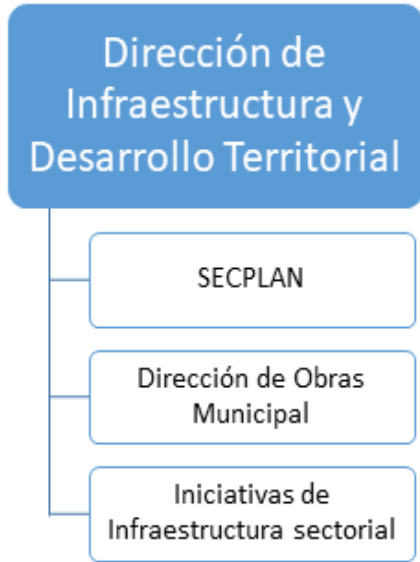 Dirección de
Infraestructura y
Desarrollo Territorial
SECPLAN
Dirección de Obras
Municipal
Iniciativas de
Infraestructura sectorial